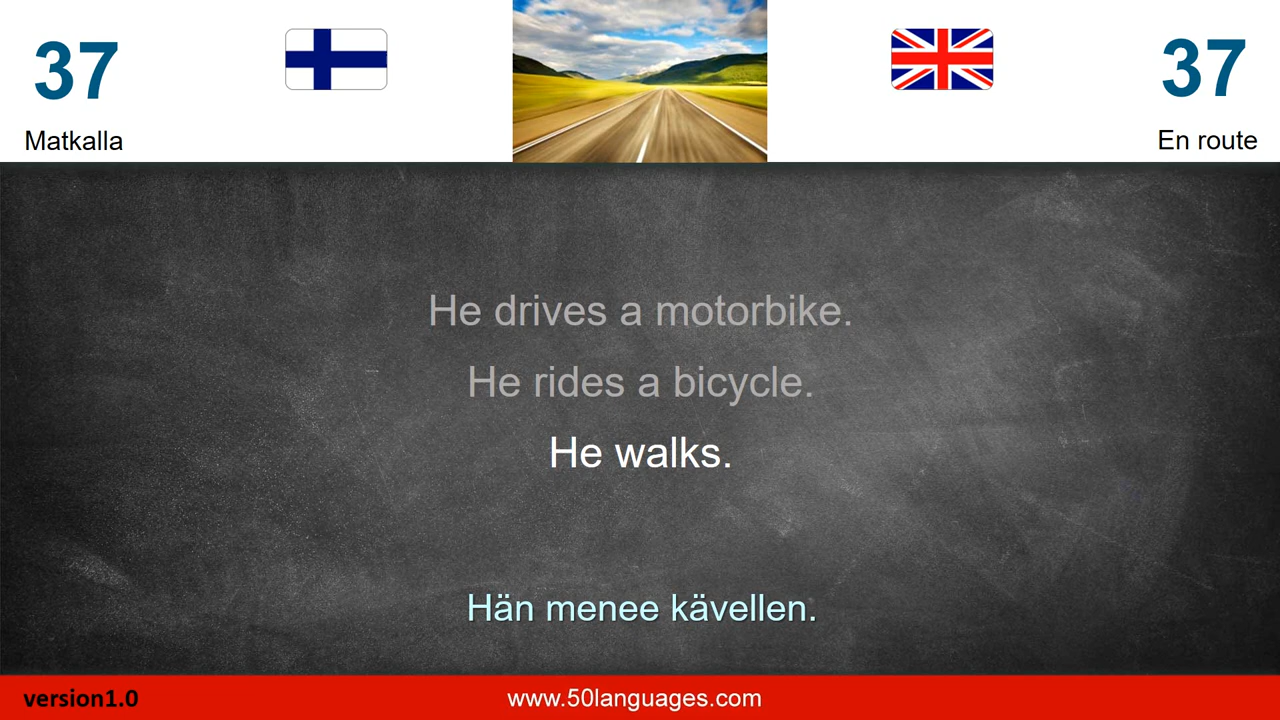 37
37
Matkalla
En route
He drives a motorbike.
He rides a bicycle.
He walks.
Hän menee kävellen.
version1.0
www.50languages.com